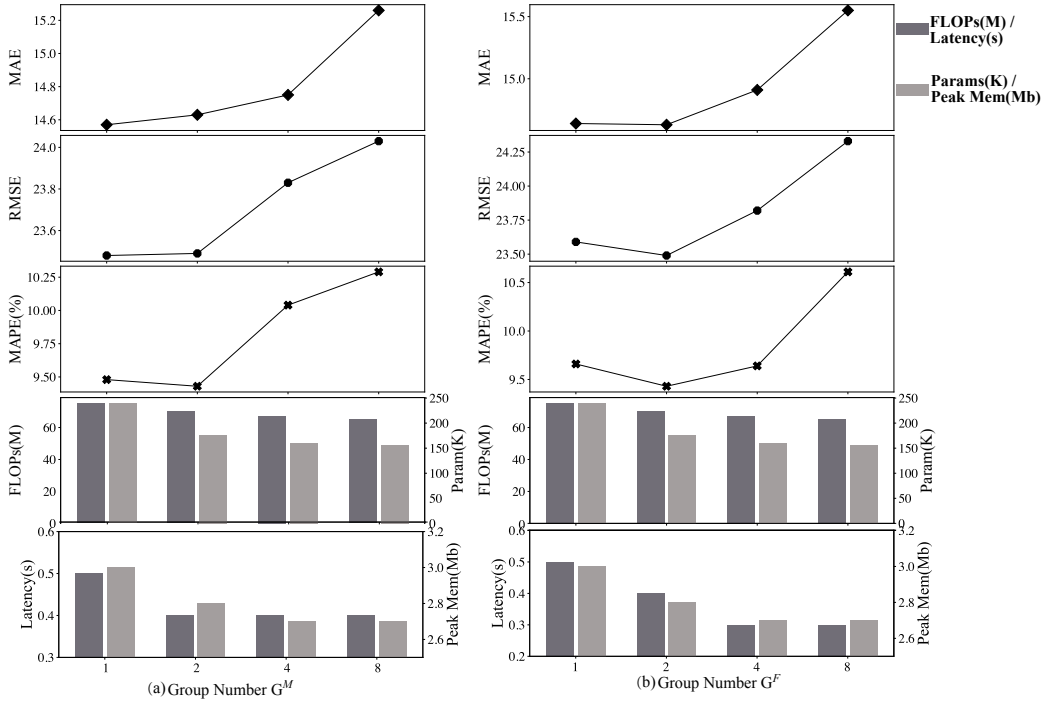 MAE
15.2
15.0
14.8
14.6
RMSE
24.0
23.8
23.6
MAPE(%)
10.25
10.00
9.75
9.50
FLOPs(M)
60
40
20
0
Param(K)
250
200
150
100
50
0
Latency(s)
0.6
0.5
0.4
0.3
Peak Mem(Mb)
3.2
3.0
2.8
2.6
1 2 4 8
(a) Group Number G^M
MAE
15.5
15.0
RMSE
24.25
24.00
23.75
23.50
MAPE(%)
10.5
10.0
9.5
FLOPs(M)
60
40
20
0
Param(K)
250
200
150
100
50
0
Latency(s)
0.6
0.5
0.4
0.3
0.2
Peak Mem(Mb)
3.2
3.0
2.8
2.6
1 2 4 8
(b) Group Number G^F
FLOPs(M) /
Latency(s)
Params(K) /
Peak Mem(Mb)